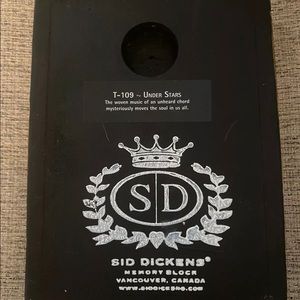 T-109 ~ Under Stars
The woven music of an unheard chord
mysteriously moves the soul in us all.
S D
SID DICKENS®
MEMORY BLOCK
VANCOUVER, CANADA
www.siddickens.com